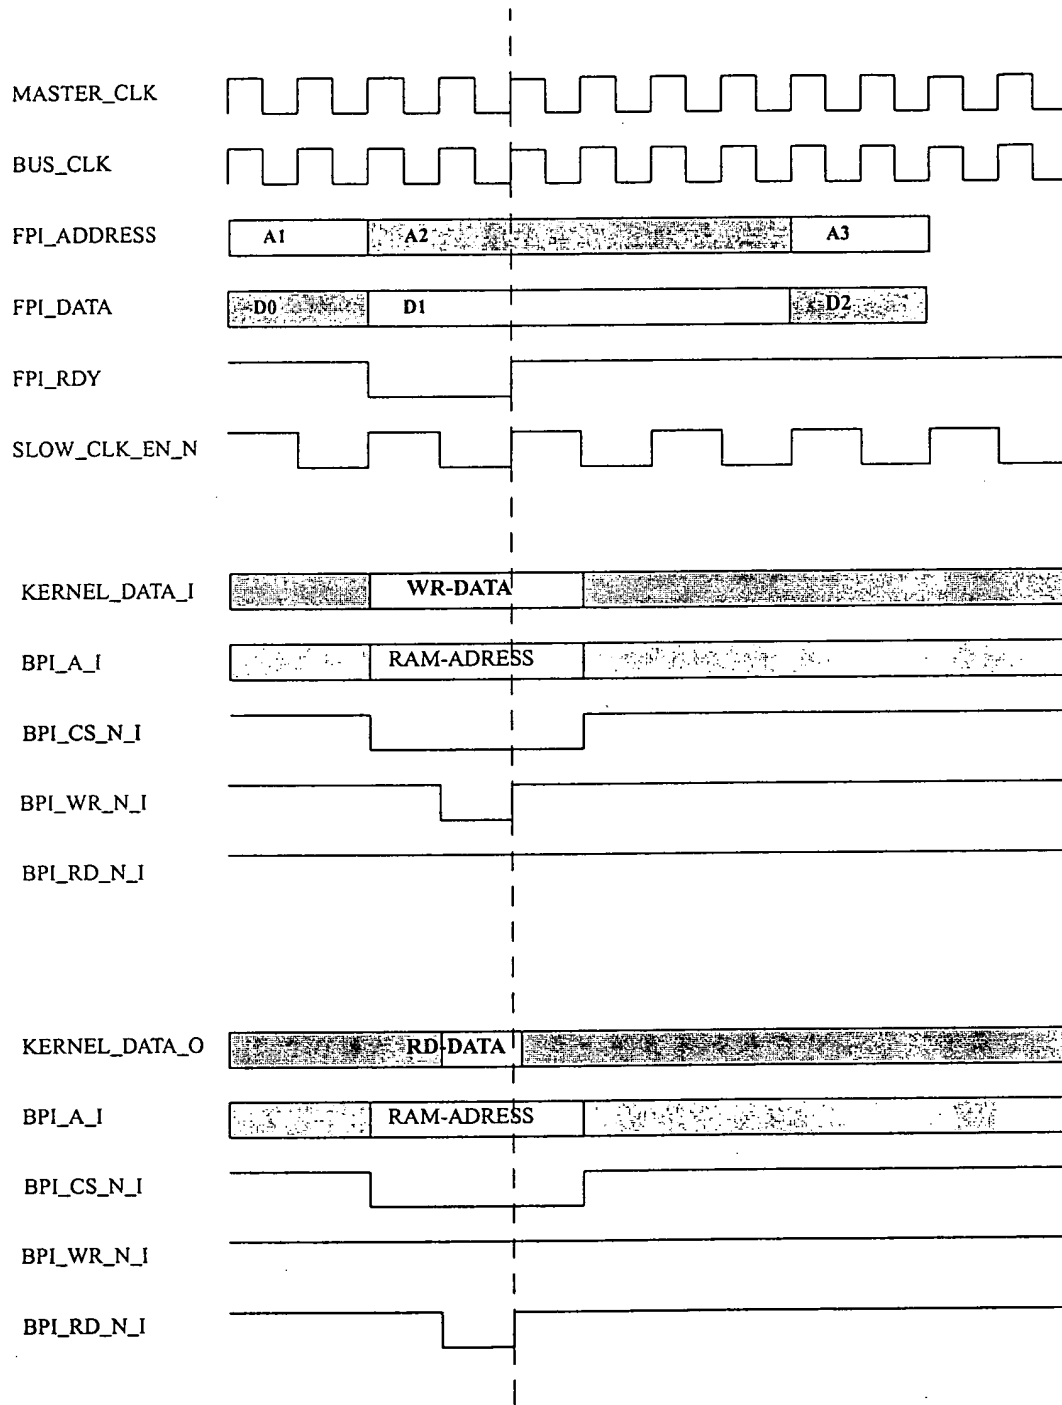 MASTER_CLK
BUS_CLK
FPI_ADDRESS A1 A2 A3
FPI_DATA D0 D1 D2
FPI_RDY
SLOW_CLK_EN_N
KERNEL_DATA_I WR-DATA
BPI_A_I RAM-ADRESS
BPI_CS_N_I
BPI_WR_N_I
BPI_RD_N_I
KERNEL_DATA_O RD-DATA
BPI_A_I RAM-ADRESS
BPI_CS_N_I
BPI_WR_N_I
BPI_RD_N_I